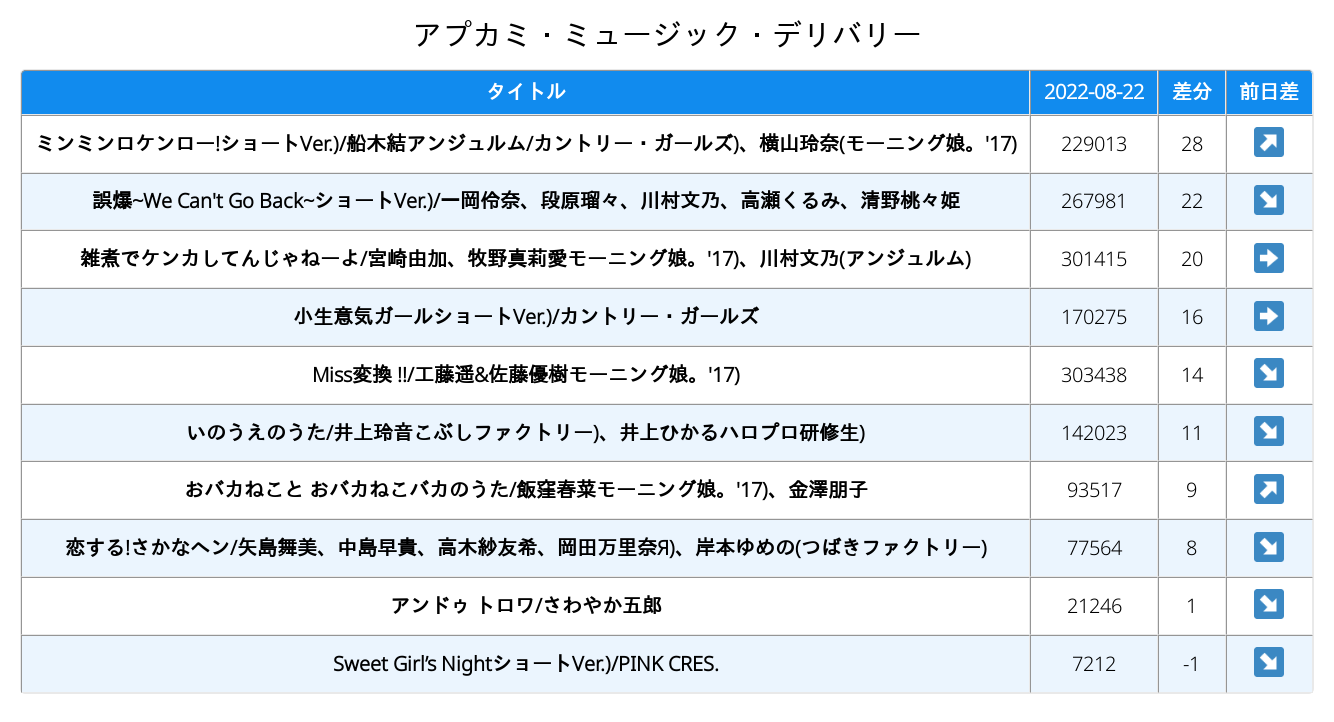 アプカミ・ミュージック・デリバリー
タイトル 2022-08-22 差分 前日差
ミンミンロケンロー!ショートVer.)/船木結アンジュルム/カントリー・ガールズ)、横山玲奈(モーニング娘。'17) 229013 28
誤爆~We Can't Go Back~ショートVer.)/一岡伶奈、段原瑠々、川村文乃、高瀬くるみ、清野桃々姫 267981 22
雑煮でケンカしてんじゃねーよ/宮崎由加、牧野真莉愛モーニング娘。'17)、川村文乃(アンジュルム) 301415 20
小生意気ガールショートVer.)/カントリー・ガールズ 170275 16
Miss変換 !!/工藤遥&佐藤優樹モーニング娘。'17) 303438 14
いのうえのうた/井上玲音こぶしファクトリー)、井上ひかるハロプロ研修生) 142023 11
おバカねこと おバカねこバカのうた/飯窪春菜モーニング娘。'17)、金澤朋子 93517 9
恋する!さかなヘン/矢島舞美、中島早貴、高木紗友希、岡田万里奈Я)、岸本ゆめの(つばきファクトリー) 77564 8
アンドゥ トロワ/さわやか五郎 21246 1
Sweet Girl’s NightショートVer.)/PINK CRES. 7212 -1